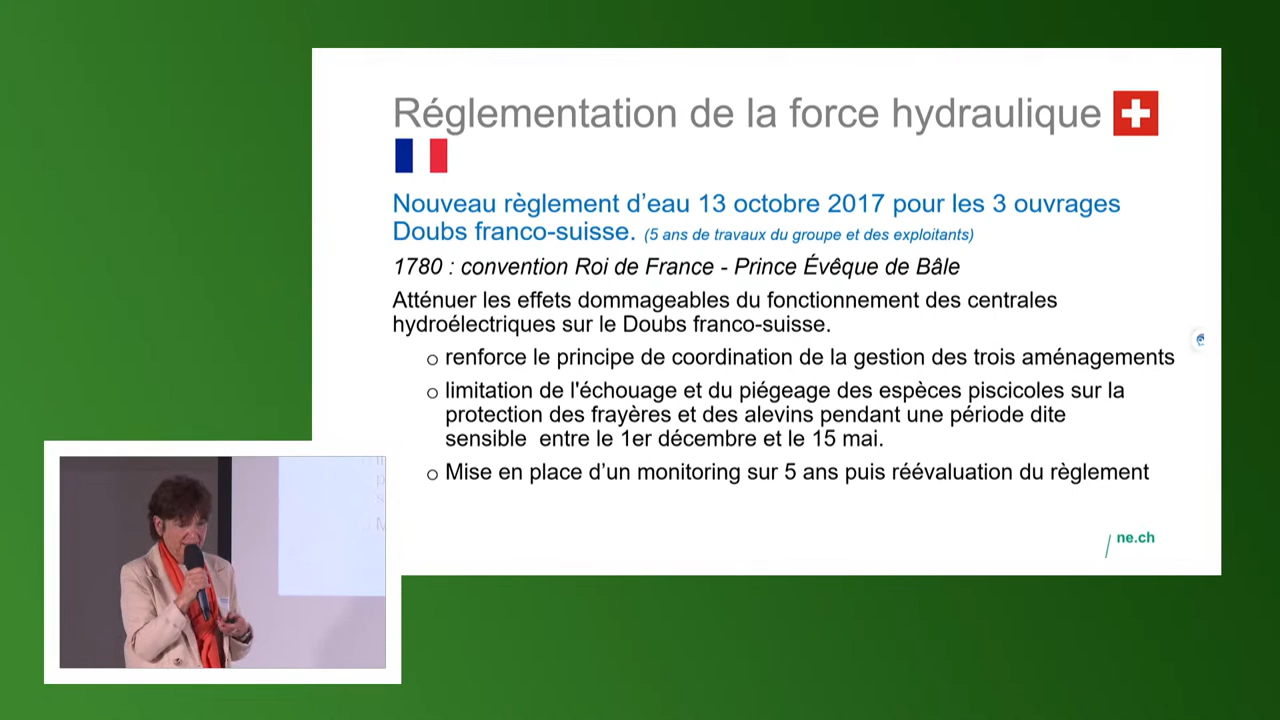 Réglementation de la force hydraulique
Nouveau règlement d'eau 13 octobre 2017 pour les 3 ouvrages
Doubs franco-suisse. (5 ans de travaux du groupe et des exploitants)
1780 : convention Roi de France - Prince Évêque de Bâle
Atténuer les effets dommageables du fonctionnement des centrales
hydroélectriques sur le Doubs franco-suisse.
o renforce le principe de coordination de la gestion des trois aménagements
o limitation de l'échouage et du piégeage des espèces piscicoles sur la
protection des frayères et des alevins pendant une période dite
sensible  entre le 1er décembre et le 15 mai.
o Mise en place d'un monitoring sur 5 ans puis réévaluation du règlement
ne.ch